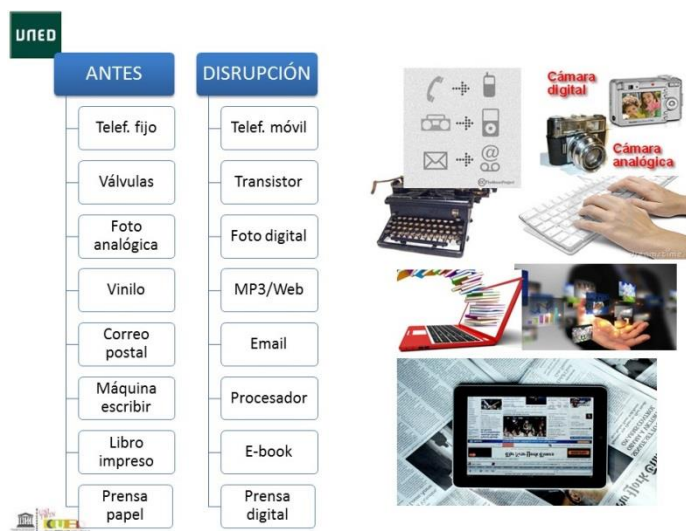 UNED
ANTES
DISRUPCIÓN
Telef. fijo
Telef. móvil
Válvulas
Transistor
Foto
analógica
Foto digital
Vinilo
MP3/Web
Correo
postal
Email
Máquina
escribir
Procesador
Libro
impreso
E-book
Prensa
papel
Prensa
digital
Cámara
digital
Cámara
analógica
@